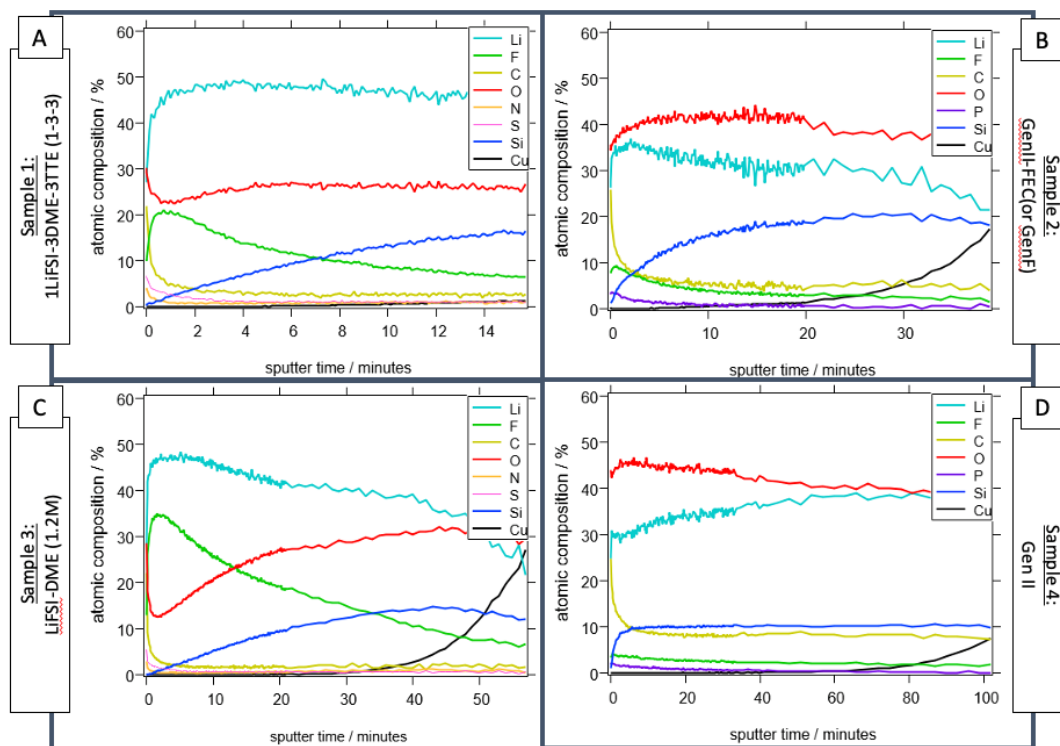 A
Sample 1:
1LiFSI-3DME-3TTE (1-3-3)
atomic composition / %
60
50
40
30
20
10
0
0 2 4 6 8 10 12 14
sputter time / minutes
Li
F
C
O
N
S
Si
Cu
B
Sample 2:
GenII-FEC(or GenF)
atomic composition / %
60
50
40
30
20
10
0
0 10 20 30
sputter time / minutes
Li
F
C
O
P
Si
Cu
C
Sample 3:
LiFSI-DME (1.2M)
atomic composition / %
60
50
40
30
20
10
0
0 10 20 30 40 50
sputter time / minutes
Li
F
C
O
N
S
Si
Cu
D
Sample 4:
Gen II
atomic composition / %
60
50
40
30
20
10
0
0 20 40 60 80 100
sputter time / minutes
Li
F
C
O
P
Si
Cu